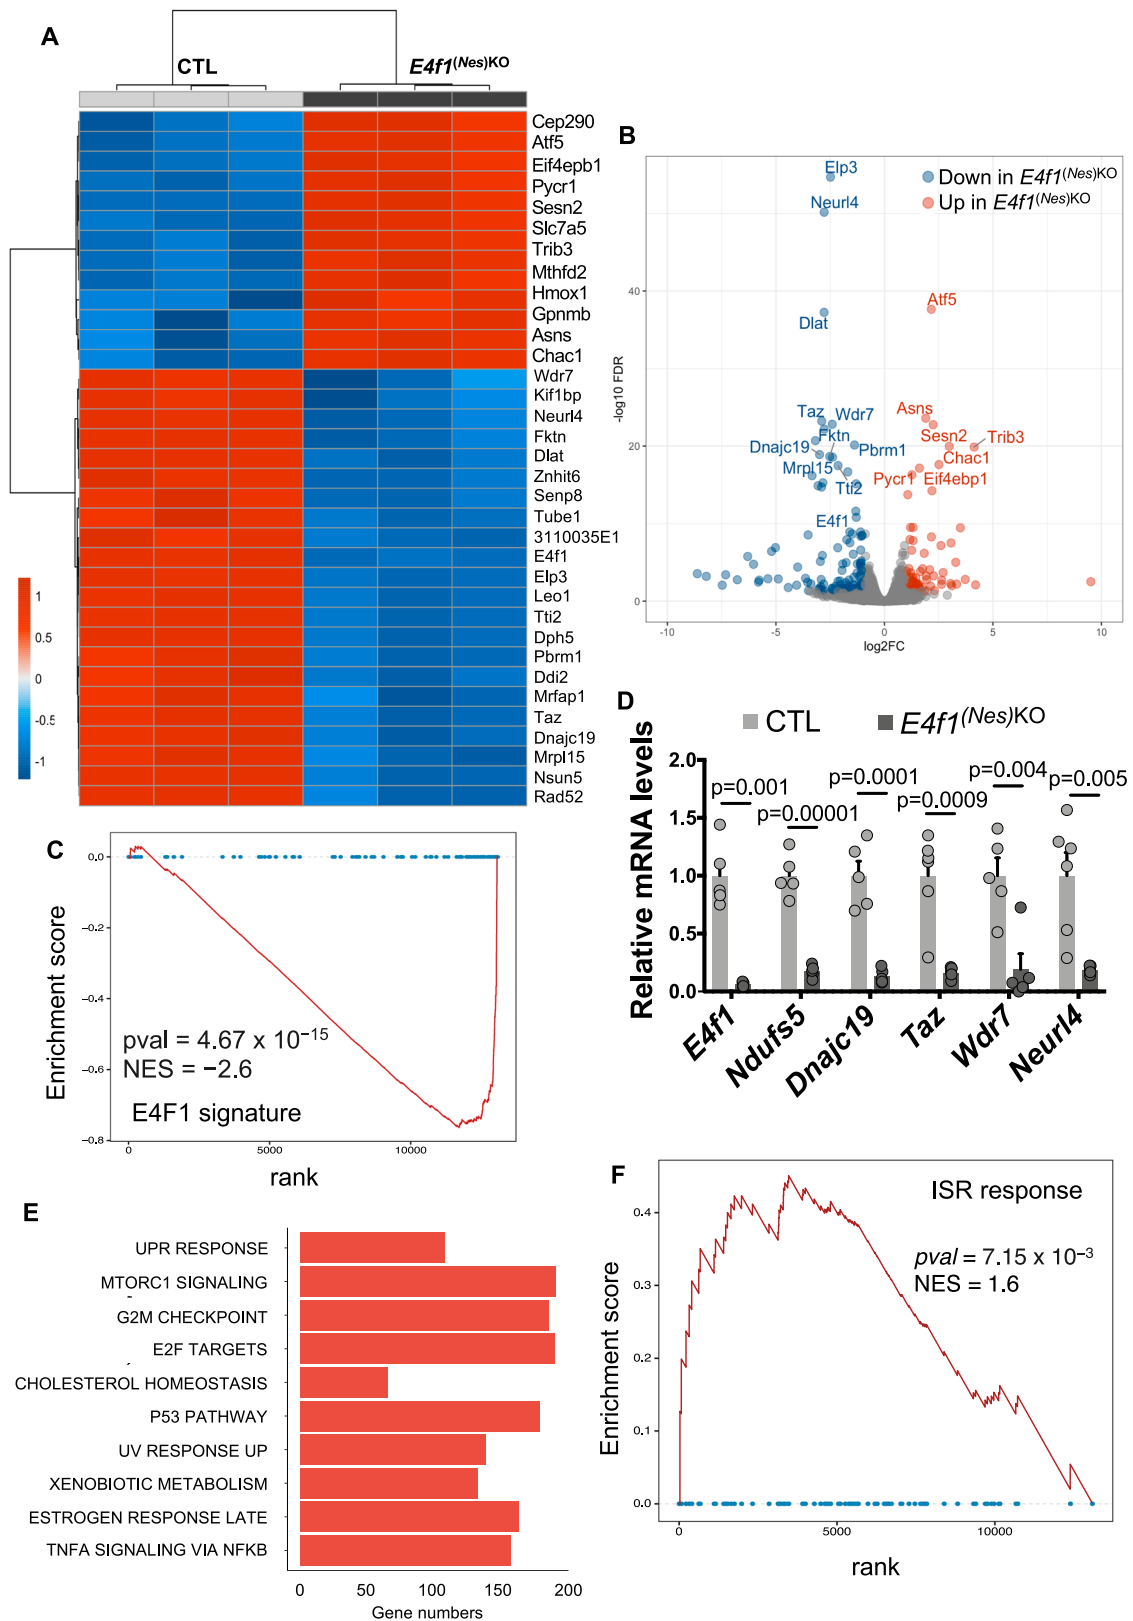 A
CTL
E4f1(Nes)KO
Cep290
Atf5
Eif4epb1
Pycr1
Sesn2
Slc7a5
Trib3
Mthfd2
Hmox1
Gpnmb
Asns
Chac1
Wdr7
Kif1bp
Neurl4
Fktn
Dlat
Znhit6
Senp8
Tube1
3110035E1
E4f1
Elp3
Leo1
Tti2
Dph5
Pbrm1
Ddi2
Mrfap1
Taz
Dnajc19
Mrpl15
Nsun5
Rad52
1
0.5
0
-0.5
-1
B
Elp3
Down in E4f1(Nes)KO
Neurl4
Up in E4f1(Nes)KO
40
Atf5
Dlat
-log10 FDR
Taz
Wdr7
Asns
Fktn
Sesn2
Trib3
20
Dnajc19
Pbrm1
Chac1
Mrpl15
Tti2
Pycr1
Eif4ebp1
E4f1
0
-10
-5
0
5
10
log2FC
D
CTL
E4f1(Nes)KO
Relative mRNA levels
2.0
1.5
1.0
0.5
0.0
p=0.001
p=0.00001
p=0.0001
p=0.0009
p=0.004
p=0.005
E4f1
Ndufs5
Dnajc19
Taz
Wdr7
Neurl4
C
0.0
−0.2
−0.4
−0.6
−0.8
Enrichment score
pval = 4.67 x 10−15
NES = −2.6
E4F1 signature
0
5000
10000
rank
E
UPR RESPONSE
MTORC1 SIGNALING
G2M CHECKPOINT
E2F TARGETS
CHOLESTEROL HOMEOSTASIS
P53 PATHWAY
UV RESPONSE UP
XENOBIOTIC METABOLISM
ESTROGEN RESPONSE LATE
TNFA SIGNALING VIA NFKB
0
50
100
150
200
Gene numbers
F
ISR response
pval = 7.15 x 10−3
NES = 1.6
Enrichment score
0.4
0.3
0.2
0.1
0.0
0
5000
10000
rank